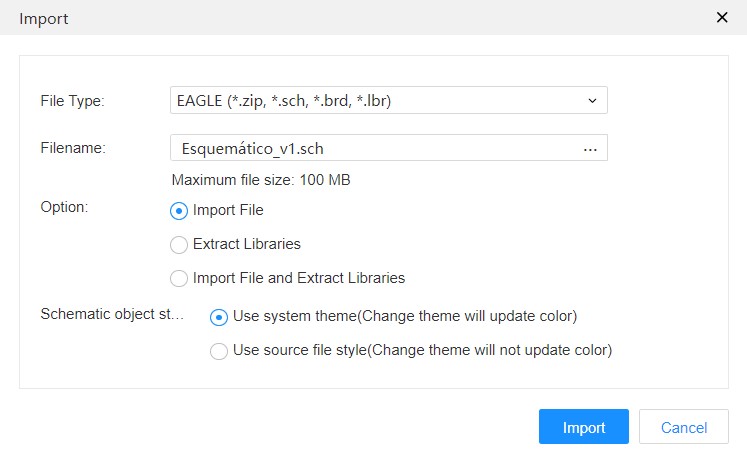 Import
File Type: EAGLE (*.zip, *.sch, *.brd, *.lbr)
Filename: Esquemático_v1.sch ...
Maximum file size: 100 MB
Option: Import File
Extract Libraries
Import File and Extract Libraries
Schematic object st... Use system theme(Change theme will update color)
Use source file style(Change theme will not update color)
Import Cancel